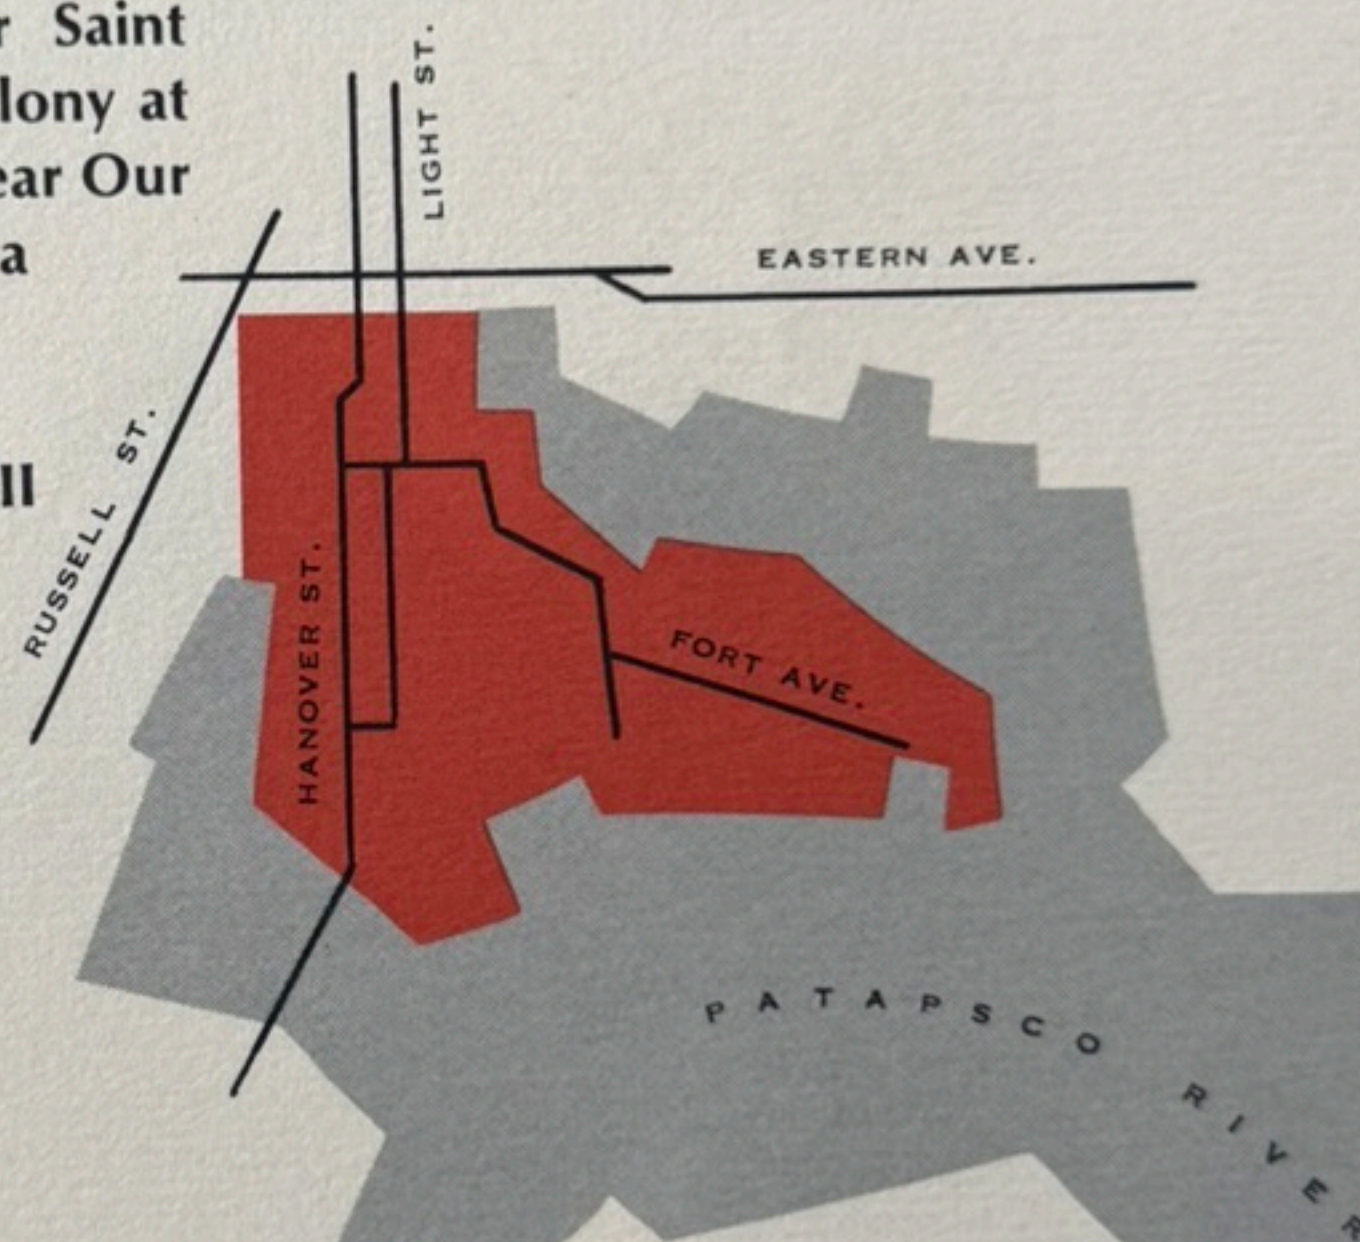 r Saint
lony at
ear Our
a
ll
LIGHT ST.
EASTERN AVE.
RUSSELL ST.
HANOVER ST.
FORT AVE.
PATAPSCO RIVER